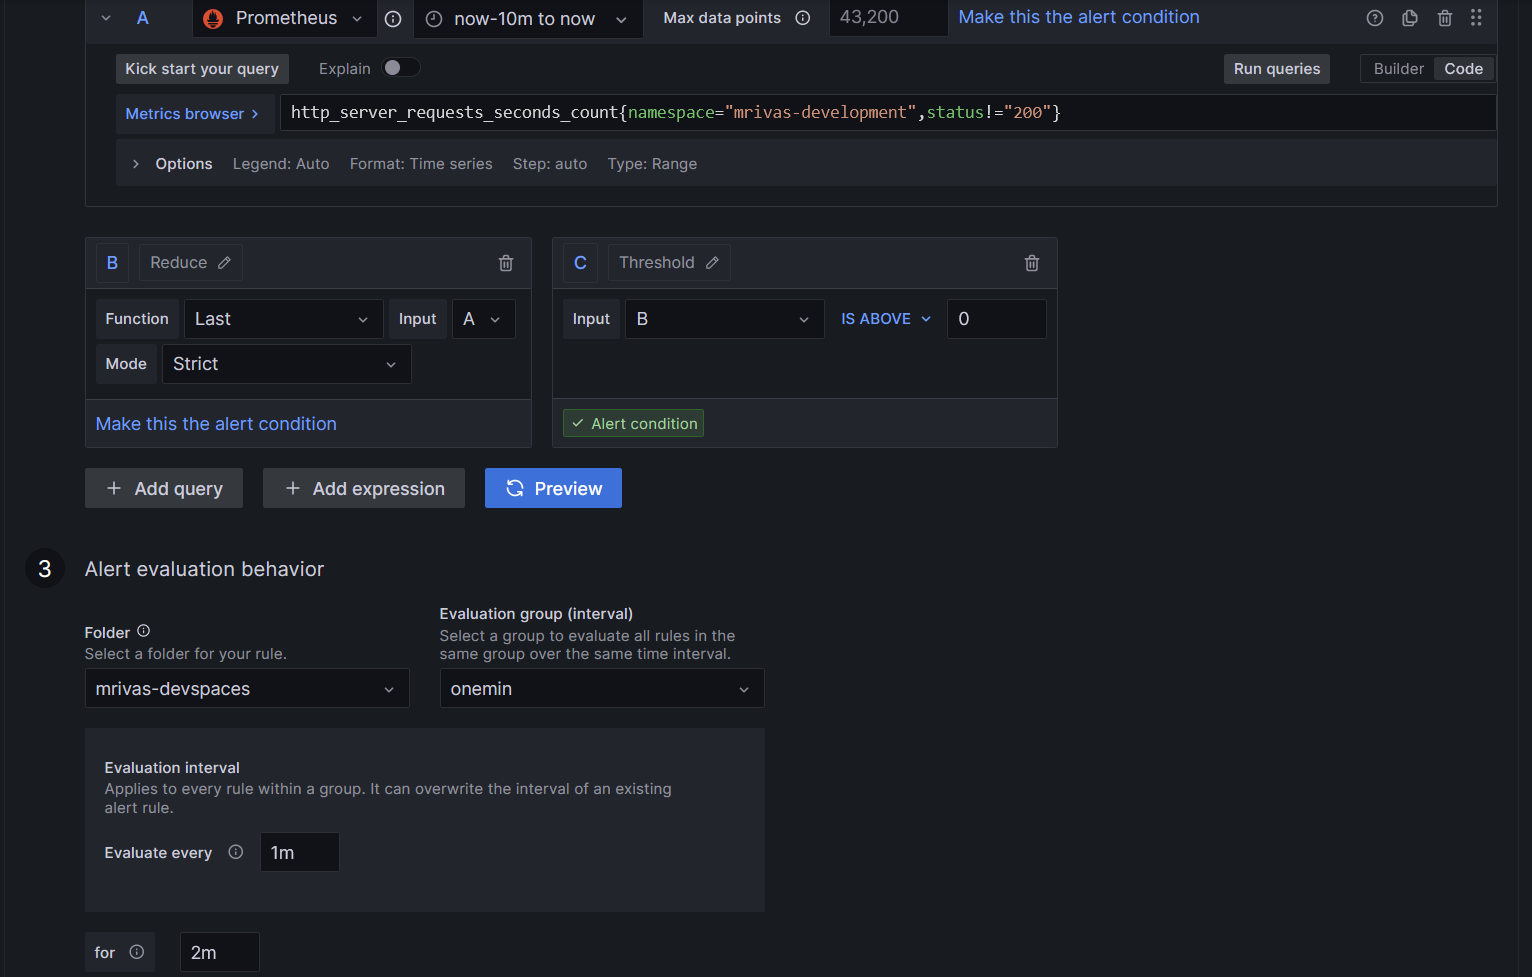 A Prometheus now-10m to now Max data points 43,200 Make this the alert condition
Kick start your query Explain Run queries Builder Code
Metrics browser > http_server_requests_seconds_count{namespace="mrivas-development",status!="200"}
Options Legend: Auto Format: Time series Step: auto Type: Range
B Reduce
Function Last Input A
Mode Strict
Make this the alert condition
C Threshold
Input B IS ABOVE 0
Alert condition
+ Add query + Add expression Preview
3 Alert evaluation behavior
Folder
Select a folder for your rule.
mrivas-devspaces
Evaluation group (interval)
Select a group to evaluate all rules in the
same group over the same time interval.
onemin
Evaluation interval
Applies to every rule within a group. It can overwrite the interval of an existing
alert rule.
Evaluate every 1m
for 2m